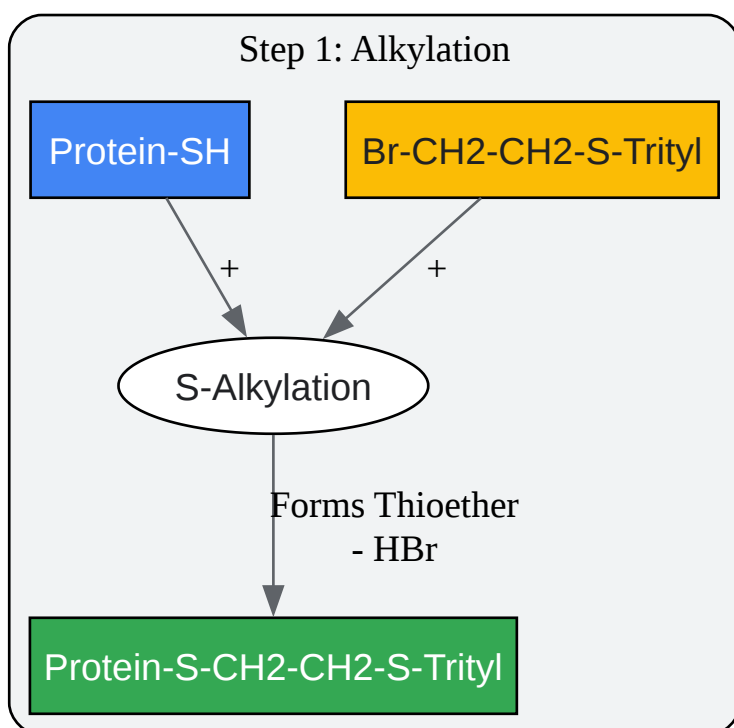 Step 1: Alkylation
Protein-SH
Br-CH2-CH2-S-Trityl
+
+
S-Alkylation
Forms Thioether
- HBr
Protein-S-CH2-CH2-S-Trityl